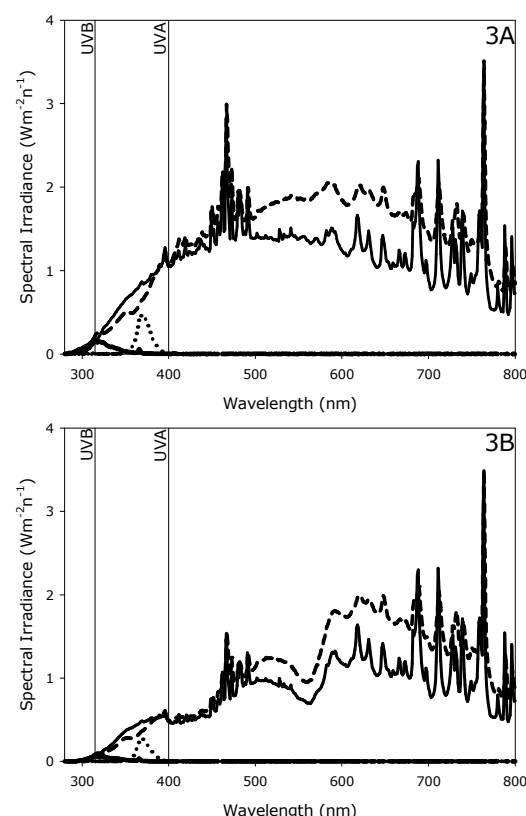 3A
UVB
UVA
4
3
2
1
0
Spectral Irradiance (Wm⁻²n⁻¹)
300 400 500 600 700 800
Wavelength (nm)
3B
UVB
UVA
4
3
2
1
0
Spectral Irradiance (Wm⁻²n⁻¹)
300 400 500 600 700 800
Wavelength (nm)